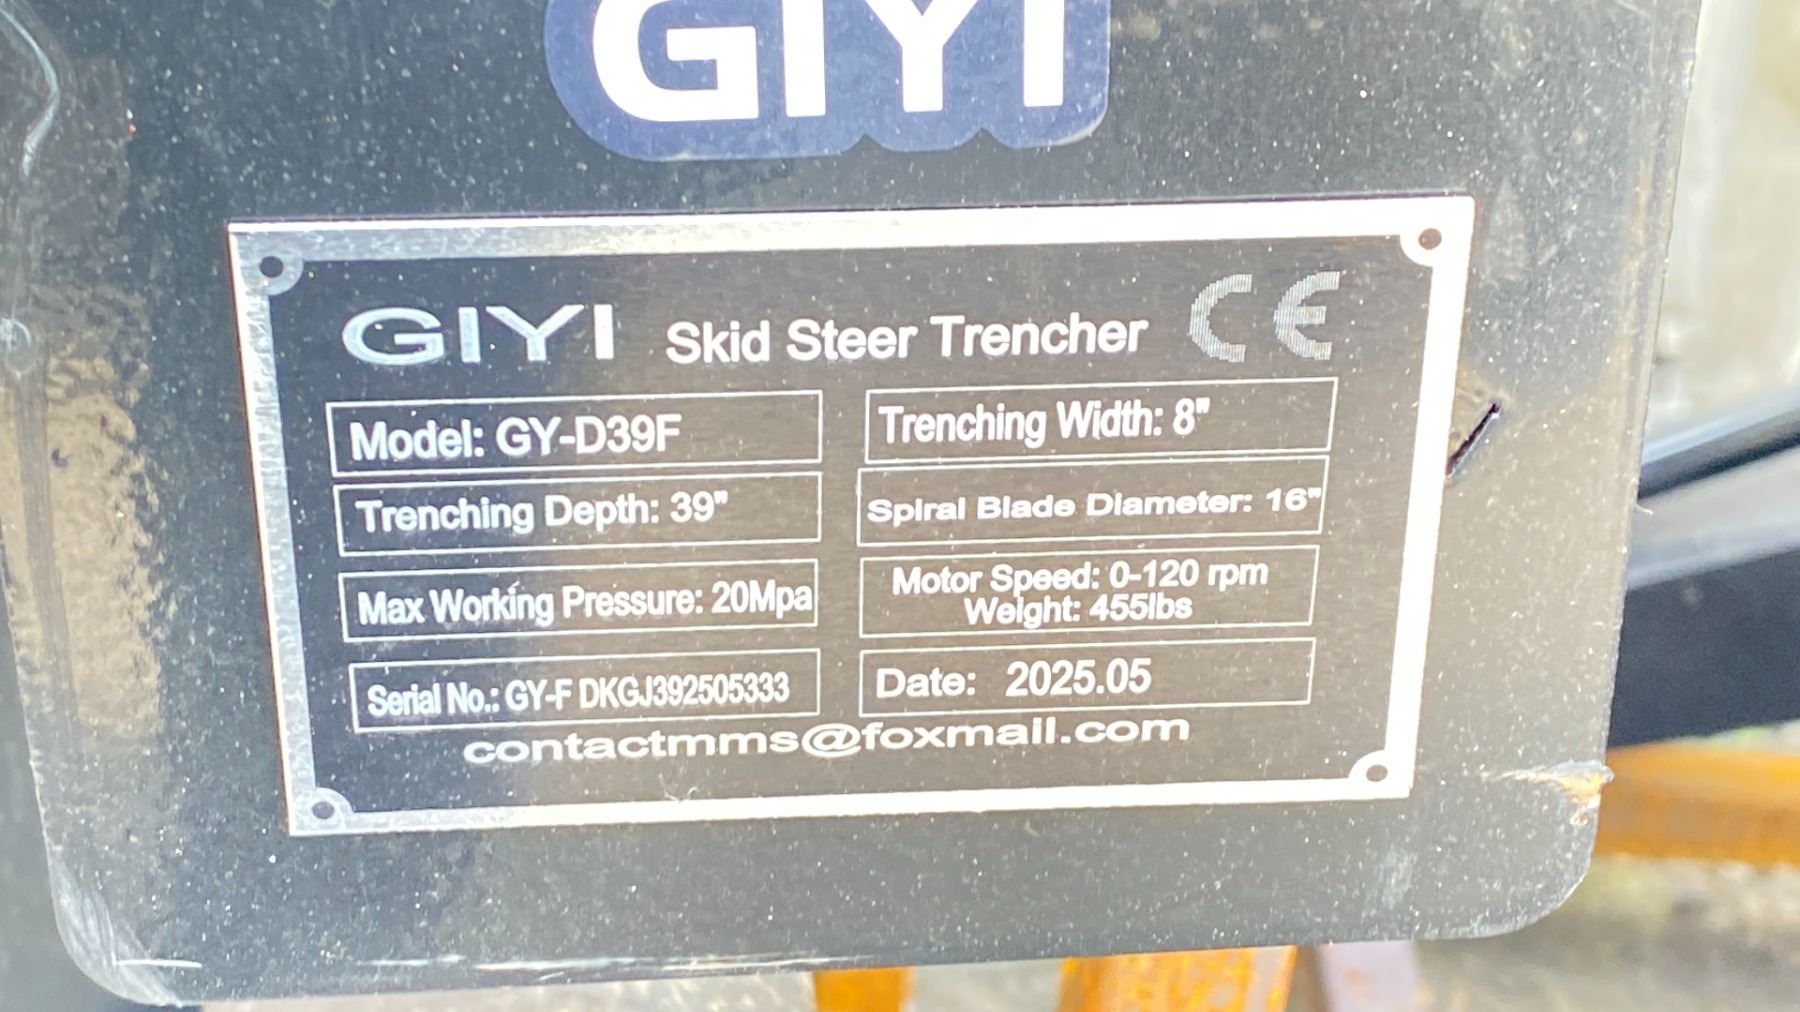 GIYI
GIYI Skid Steer Trencher CE
Model: GY-D39F
Trenching Width: 8"
Trenching Depth: 39"
Spiral Blade Diameter: 16"
Max Working Pressure: 20Mpa
Motor Speed: 0-120 rpm
Weight: 455lbs
Serial No.: GY-F DKGJ392505333
Date: 2025.05
contactmms@foxmail.com